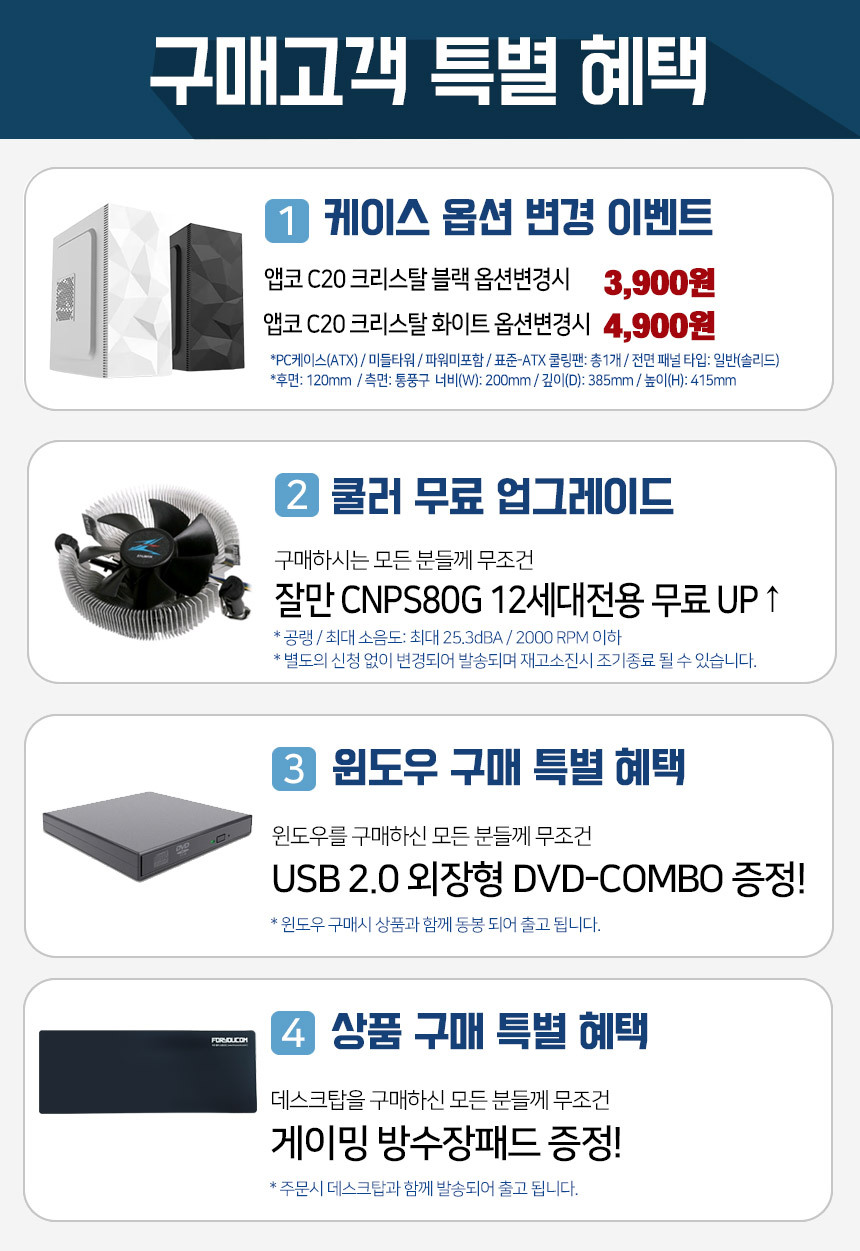 구매고객 특별 혜택
1 케이스 옵션 변경 이벤트
앱코 C20 크리스탈 블랙 옵션변경시 3,900원
앱코 C20 크리스탈 화이트 옵션변경시 4,900원
*PC케이스(ATX) / 미들타워 / 파워미포함 / 표준-ATX 쿨링팬: 총1개 / 전면 패널 타입: 일반(솔리드)
*후면: 120mm / 측면: 통풍구 너비(W): 200mm / 깊이(D): 385mm / 높이(H): 415mm
2 쿨러 무료 업그레이드
구매하시는 모든 분들께 무조건
잘만 CNPS80G 12세대전용 무료 UP ↑
* 공랭 / 최대 소음도: 최대 25.3dBA / 2000 RPM 이하
* 별도의 신청 없이 변경되어 발송되며 재고소진시 조기종료 될 수 있습니다.
3 윈도우 구매 특별 혜택
윈도우를 구매하신 모든 분들께 무조건
USB 2.0 외장형 DVD-COMBO 증정!
* 윈도우 구매시 상품과 함께 동봉 되어 출고 됩니다.
FORYOUCOM
4 상품 구매 특별 혜택
데스크탑을 구매하신 모든 분들께 무조건
게이밍 방수장패드 증정!
* 주문시 데스크탑과 함께 발송되어 출고 됩니다.